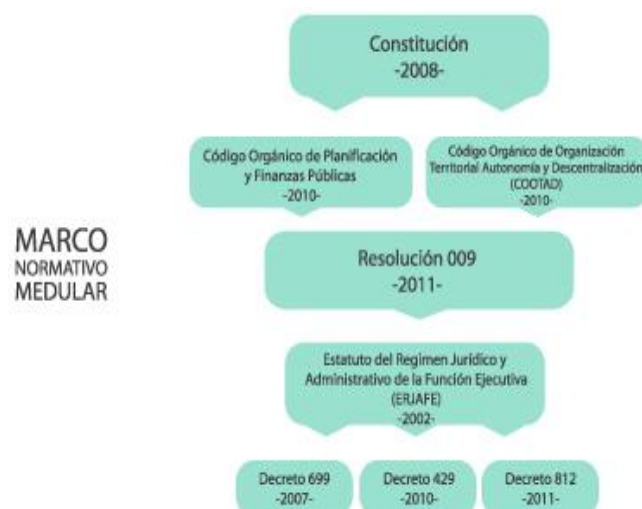 Constitución
-2008-
Código Orgánico de Planificación
y Finanzas Públicas
-2010-
Código Orgánico de Organización
Territorial Autonomía y Descentralización
(COOTAD)
-2010-
MARCO
NORMATIVO
MEDULAR
Resolución 009
-2011-
Estatuto del Regimen Jurídico y
Administrativo de la Función Ejecutiva
(ERJAFE)
-2002-
Decreto 699
-2007-
Decreto 429
-2010-
Decreto 812
-2011-